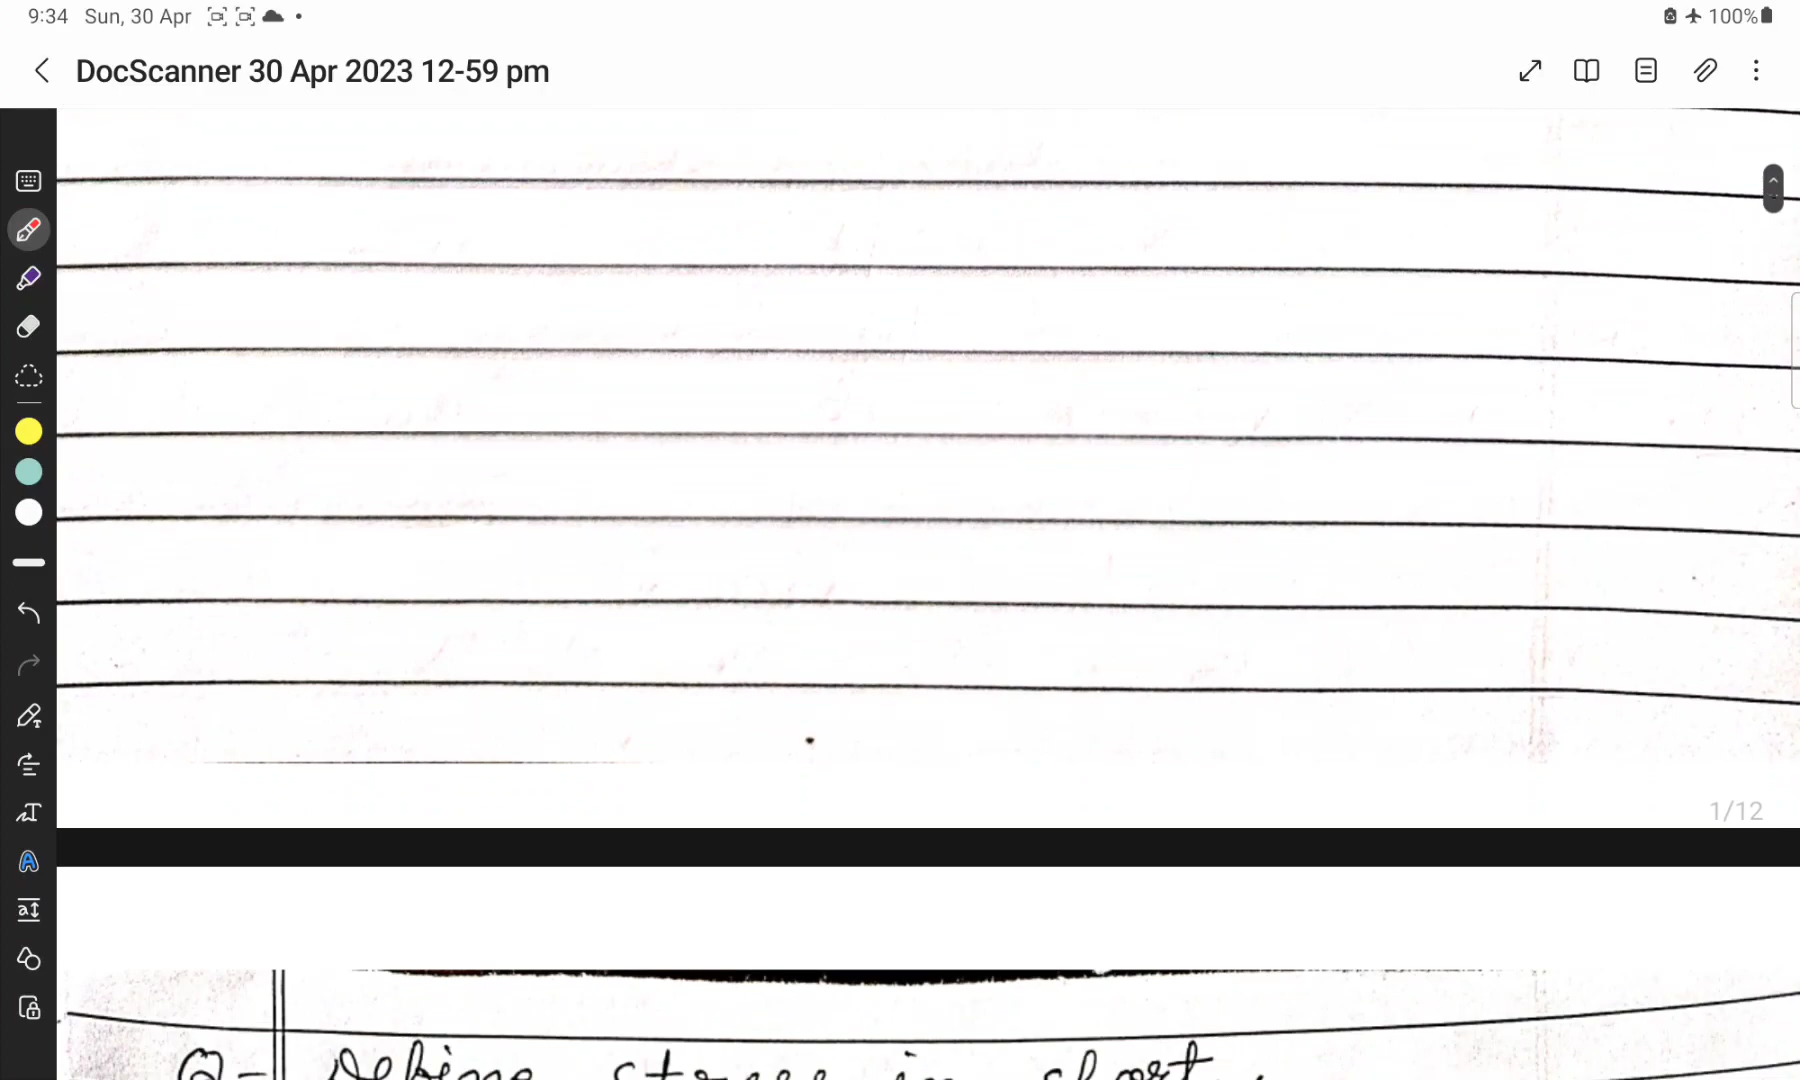 9:34 Sun, 30 Apr
100%
DocScanner 30 Apr 2023 12-59 pm
1/12
Q- Define stress in short.